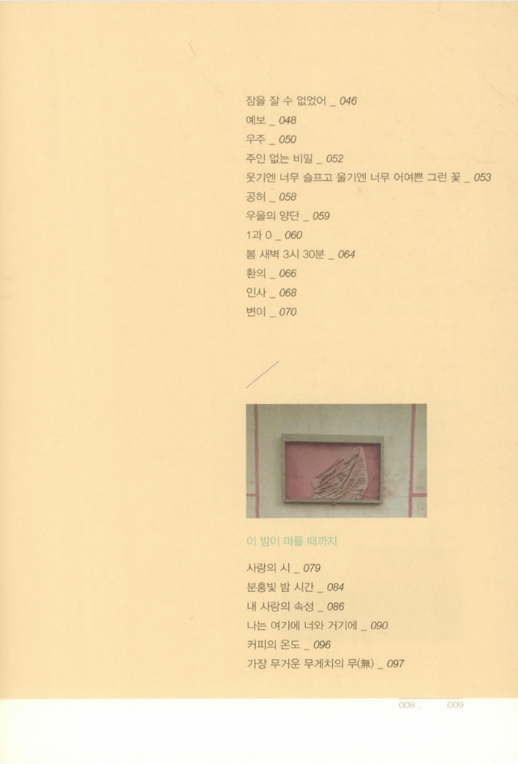 잠을 잘 수 없었어 _ 046
예보 _ 048
우주 _ 050
주인 없는 비밀 _ 052
웃기엔 너무 슬프고 울기엔 너무 어여쁜 그런 꽃 _ 053
공허 _ 058
우울의 양단 _ 059
1과 0 _ 060
봄 새벽 3시 30분 _ 064
환의 _ 066
인사 _ 068
변이 _ 070
이 밤이 마를 때까지
사랑의 시 _ 079
분홍빛 밤 시간 _ 084
내 사랑의 속성 _ 086
나는 여기에 너와 거기에 _ 090
커피의 온도 _ 096
가장 무거운 무게치의 무(無) _ 097
008 . 009